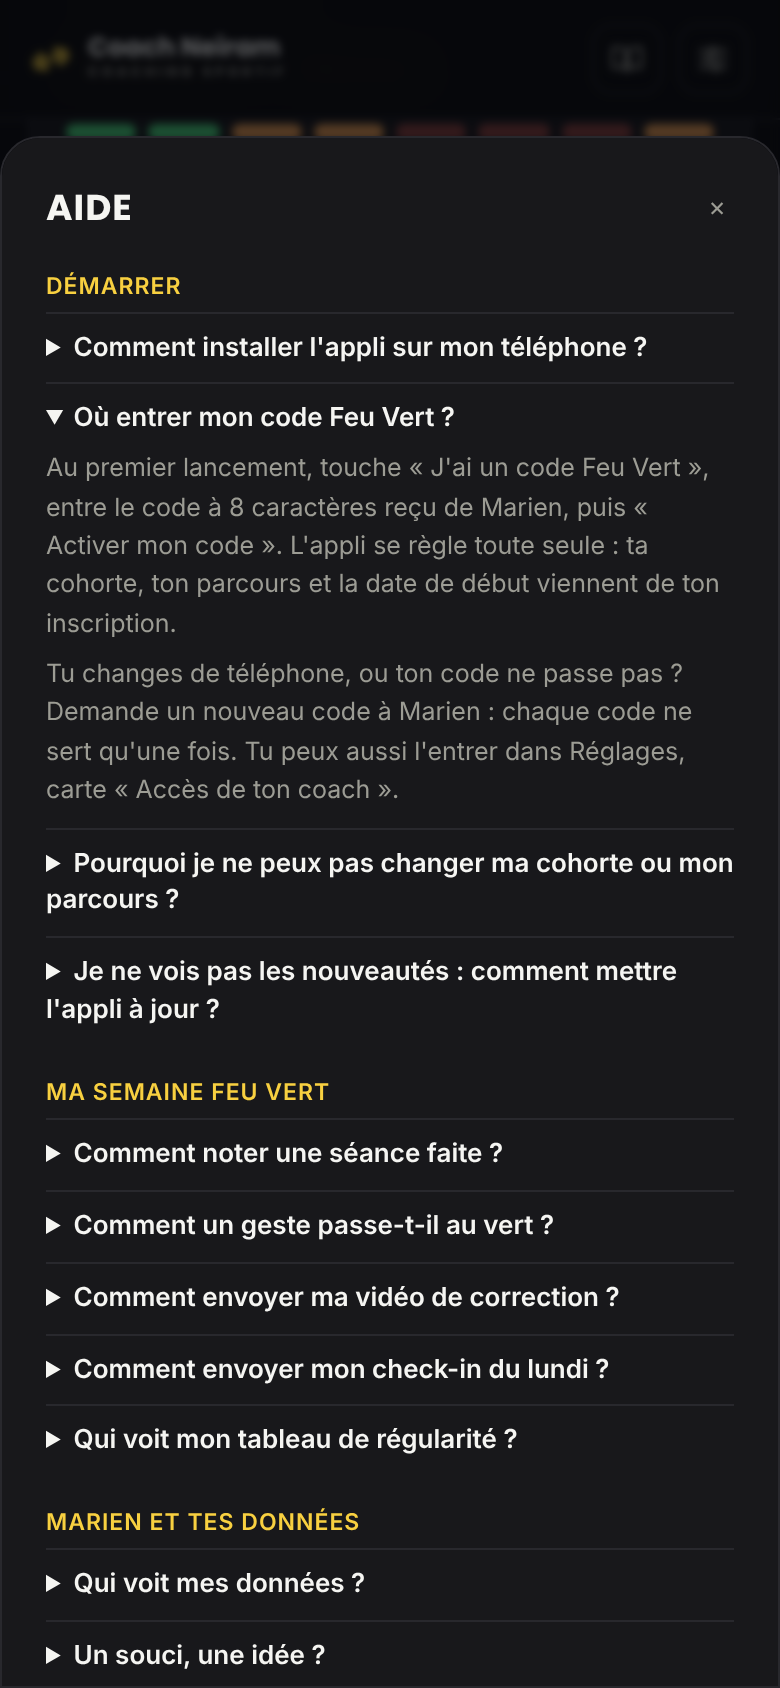 Coach Neiram
COACHING SPORTIF
AIDE
×
DÉMARRER
Comment installer l'appli sur mon téléphone ?
Où entrer mon code Feu Vert ?
Au premier lancement, touche « J'ai un code Feu Vert »,
entre le code à 8 caractères reçu de Marien, puis «
Activer mon code ». L'appli se règle toute seule : ta
cohorte, ton parcours et la date de début viennent de ton
inscription.
Tu changes de téléphone, ou ton code ne passe pas ?
Demande un nouveau code à Marien : chaque code ne
sert qu'une fois. Tu peux aussi l'entrer dans Réglages,
carte « Accès de ton coach ».
Pourquoi je ne peux pas changer ma cohorte ou mon
parcours ?
Je ne vois pas les nouveautés : comment mettre
l'appli à jour ?
MA SEMAINE FEU VERT
Comment noter une séance faite ?
Comment un geste passe-t-il au vert ?
Comment envoyer ma vidéo de correction ?
Comment envoyer mon check-in du lundi ?
Qui voit mon tableau de régularité ?
MARIEN ET TES DONNÉES
Qui voit mes données ?
Un souci, une idée ?